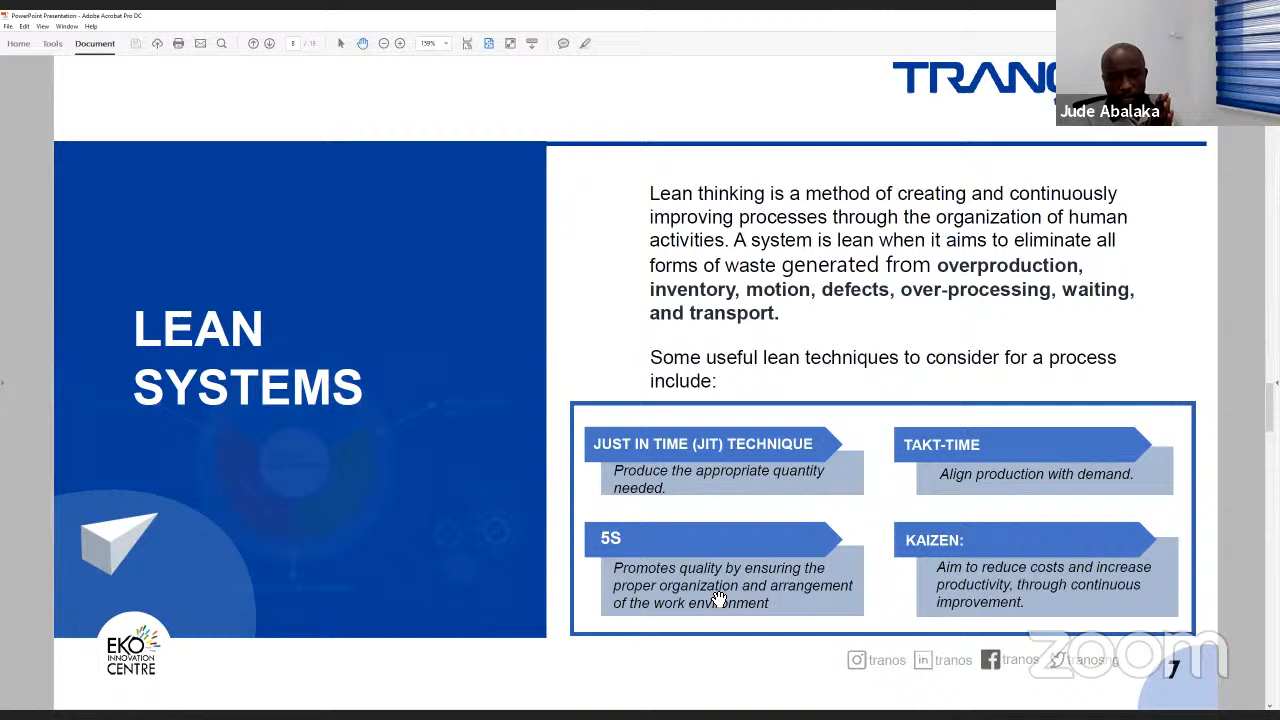 PowerPoint Presentation - Adobe Acrobat Pro DC
File Edit View Window Help
Home Tools Document
8 / 15
159%
TRANO
Jude Abalaka
LEAN
SYSTEMS
Lean thinking is a method of creating and continuously
improving processes through the organization of human
activities. A system is lean when it aims to eliminate all
forms of waste generated from overproduction,
inventory, motion, defects, over-processing, waiting,
and transport.
Some useful lean techniques to consider for a process
include:
JUST IN TIME (JIT) TECHNIQUE
Produce the appropriate quantity
needed.
TAKT-TIME
Align production with demand.
5S
Promotes quality by ensuring the
proper organization and arrangement
of the work environment
KAIZEN:
Aim to reduce costs and increase
productivity, through continuous
improvement.
EKO
INNOVATION
CENTRE
tranos tranos tranos tranosng
zoom
7